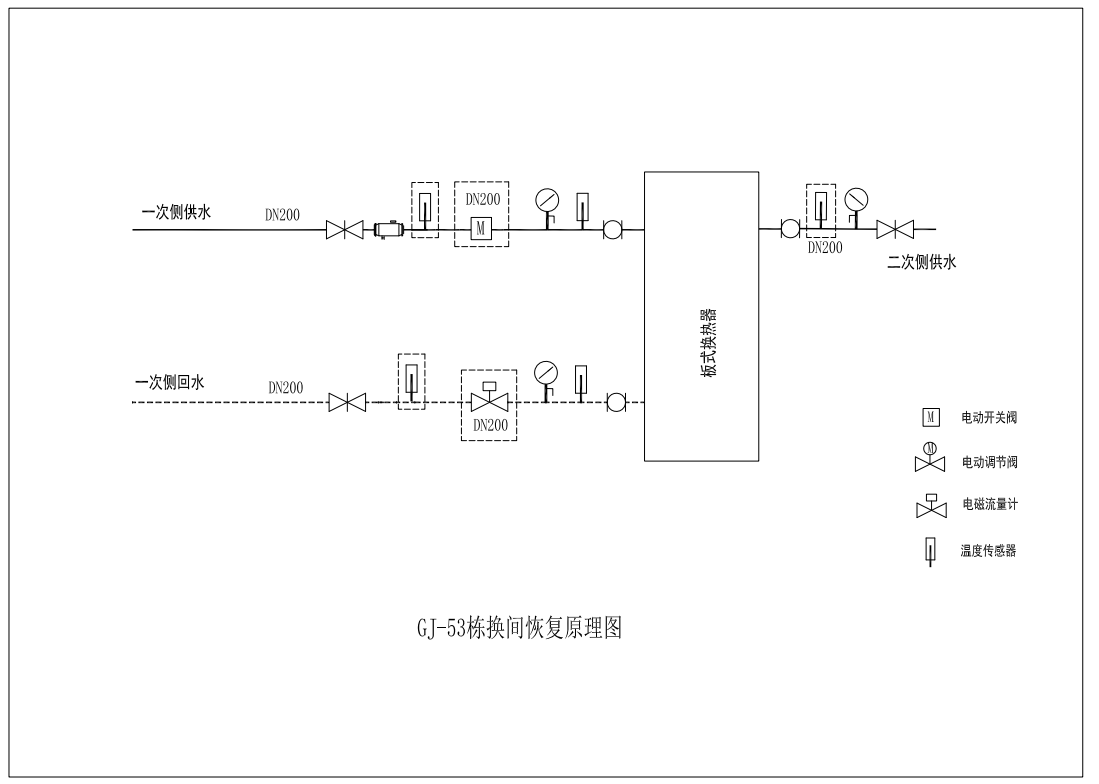 一次侧供水
DN200
DN200
M
DN200
二次侧供水
板式换热器
一次侧回水
DN200
DN200
M
电动开关阀
M
电动调节阀
电磁流量计
温度传感器
GJ-53栋换间恢复原理图